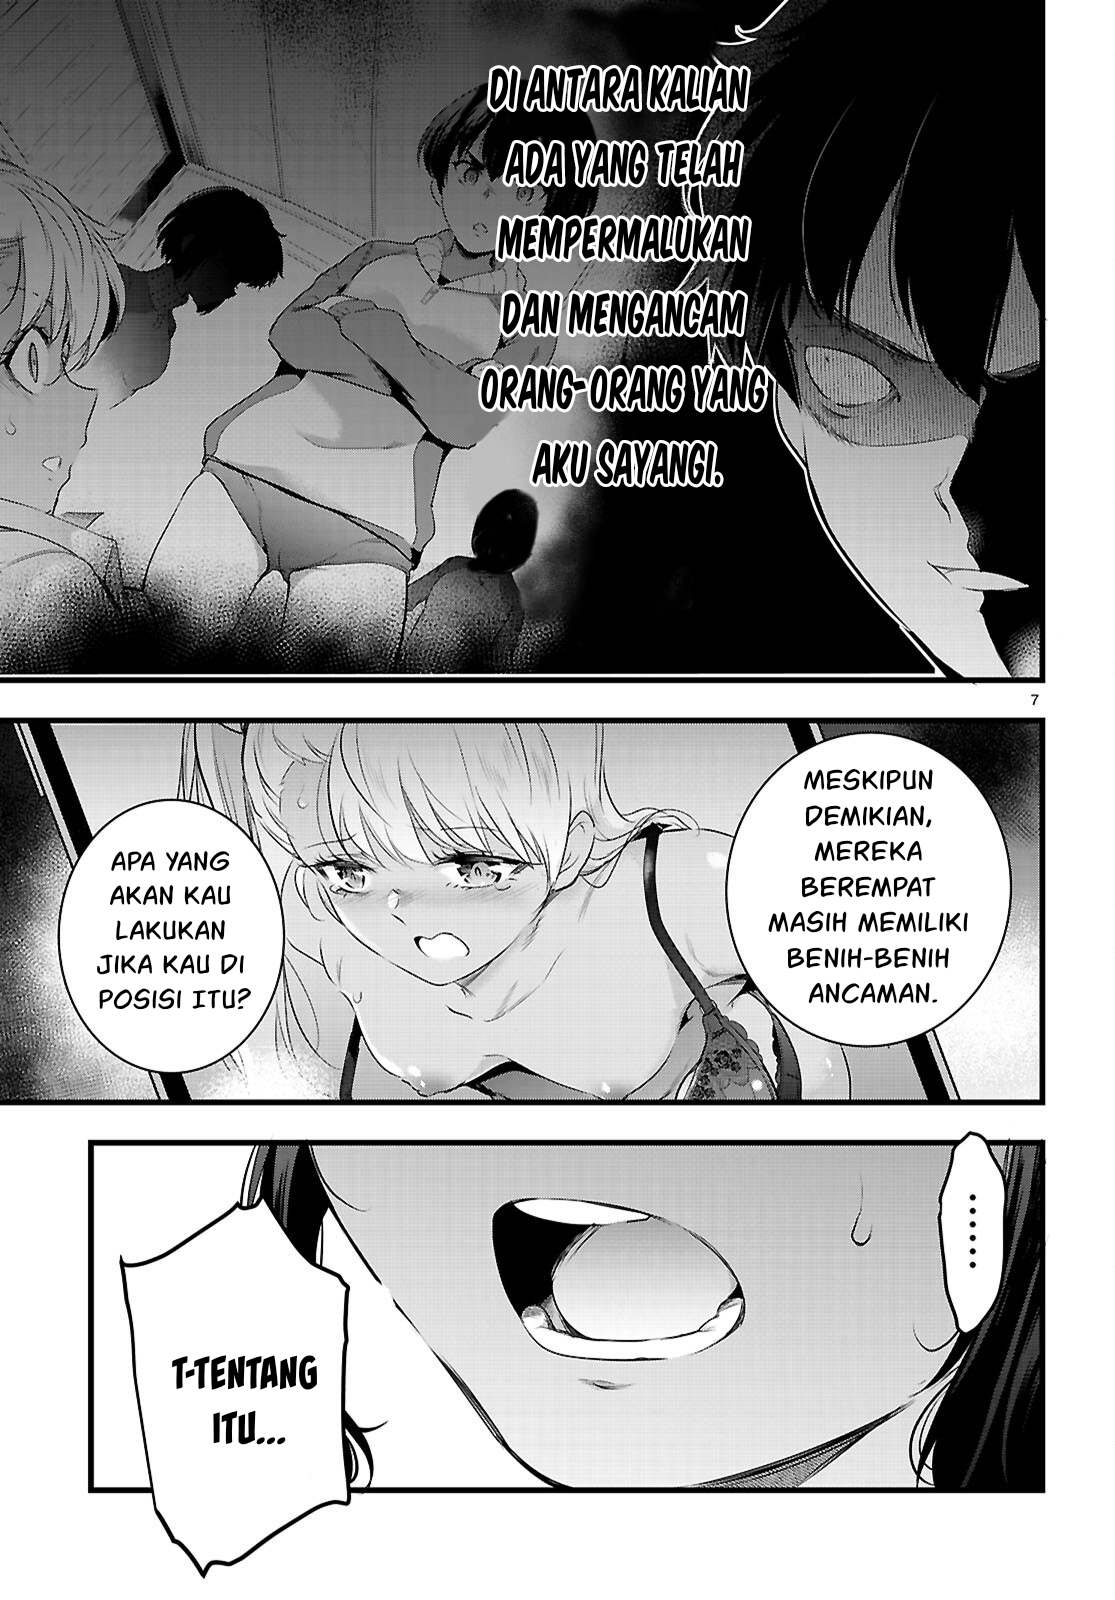 DI ANTARA KALIAN
ADA YANG TELAH
MEMPERMALUKAN
DAN MENGANCAM
ORANG-ORANG YANG
AKU SAYANGI.
7
MESKIPUN
DEMIKIAN,
MEREKA
BEREMPAT
MASIH MEMILIKI
BENIH-BENIH
ANCAMAN.
APA YANG
AKAN KAU
LAKUKAN
JIKA KAU DI
POSISI ITU?
........
T-TENTANG
ITU...